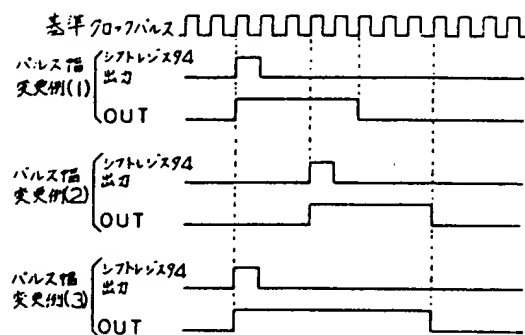 基準クロックパルス
パルス幅
変更例(1)
シフトレジスタ
出力
OUT
パルス幅
変更例(2)
シフトレジスタ
出力
OUT
パルス幅
変更例(3)
シフトレジスタ
出力
OUT